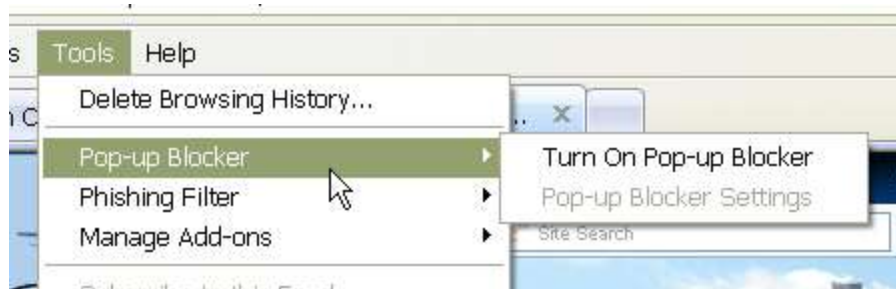 s Tools Help
Delete Browsing History...
Pop-up Blocker
Turn On Pop-up Blocker
Phishing Filter
Pop-up Blocker Settings
Manage Add-ons
Site Search